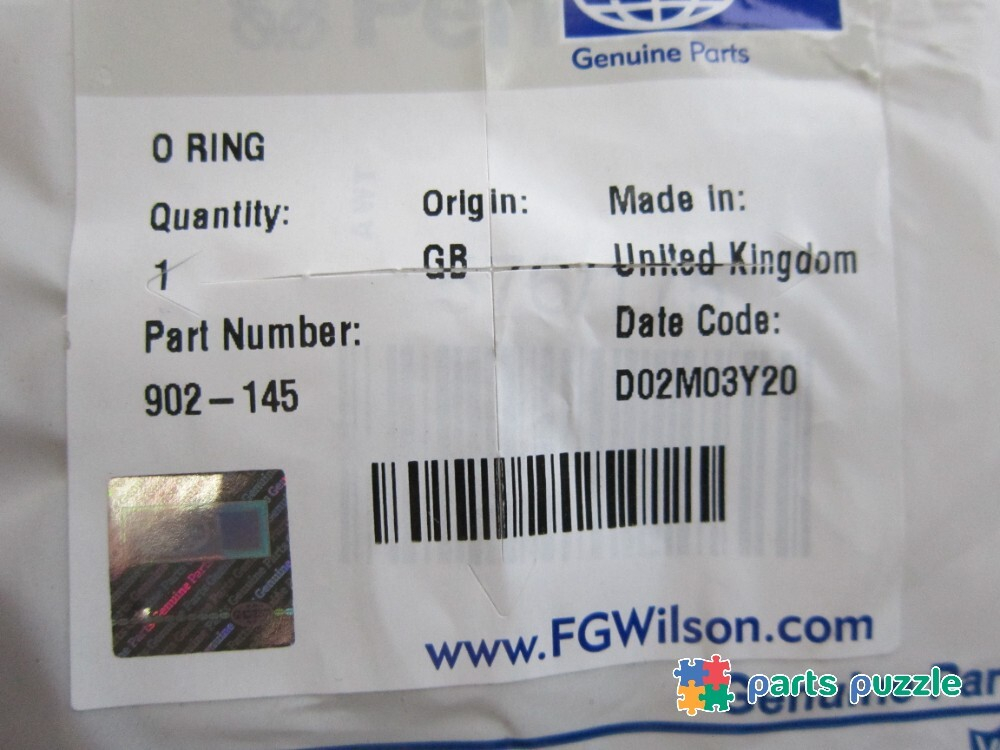 Genuine Parts
O RING
Quantity: Origin: Made in:
1 GB United Kingdom
Part Number: Date Code:
902-145 D02M03Y20
www.FGWilson.com
parts puzzle
Genuine